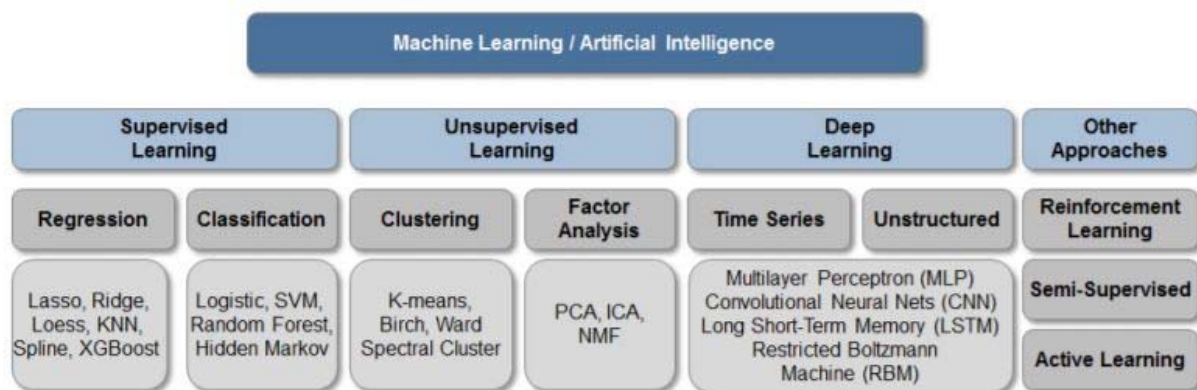 Machine Learning / Artificial Intelligence
Supervised
Learning
Unsupervised
Learning
Deep
Learning
Other
Approaches
Regression
Classification
Clustering
Factor
Analysis
Time Series
Unstructured
Reinforcement
Learning
Lasso, Ridge,
Loess, KNN,
Spline, XGBoost
Logistic, SVM,
Random Forest,
Hidden Markov
K-means,
Birch, Ward
Spectral Cluster
PCA, ICA,
NMF
Multilayer Perceptron (MLP)
Convolutional Neural Nets (CNN)
Long Short-Term Memory (LSTM)
Restricted Boltzmann
Machine (RBM)
Semi-Supervised
Active Learning